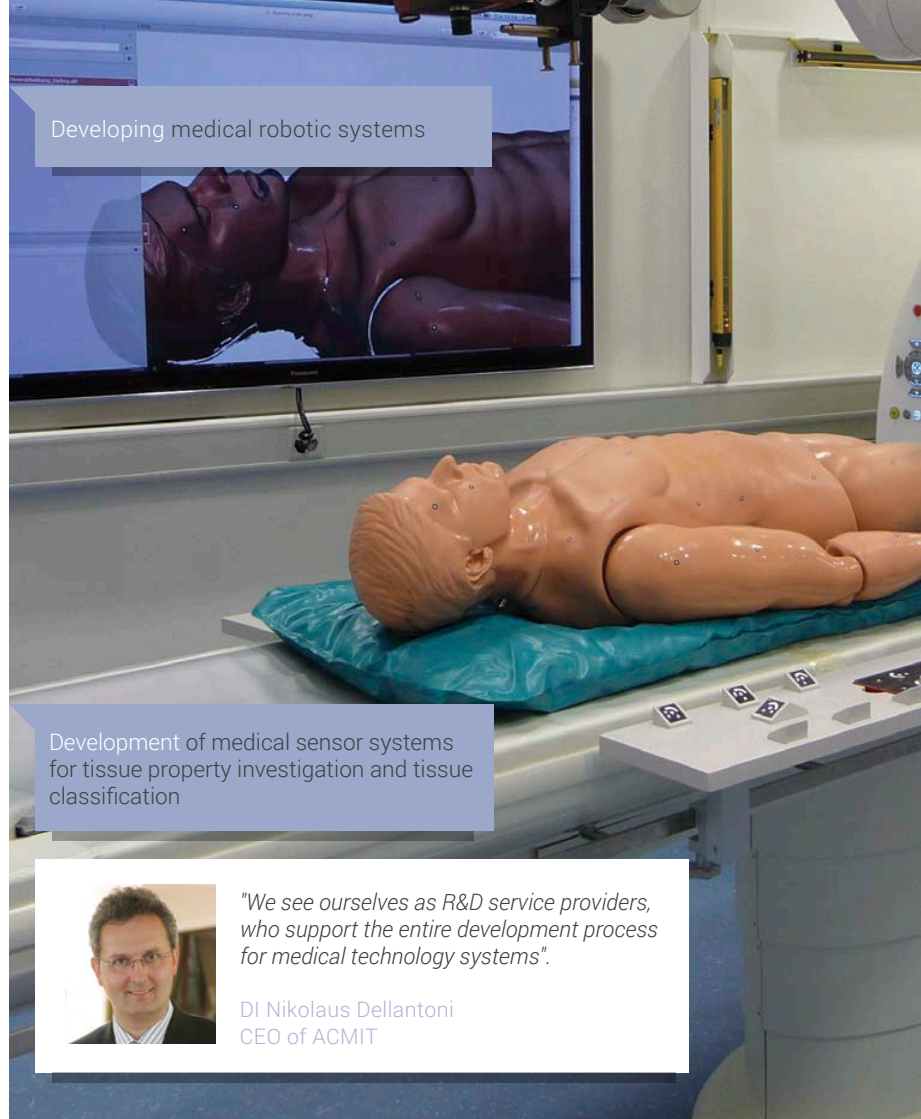 Developing medical robotic systems
Panasonic
Development of medical sensor systems
for tissue property investigation and tissue
classification
"We see ourselves as R&D service providers,
who support the entire development process
for medical technology systems".
DI Nikolaus Dellantoni
CEO of ACMIT